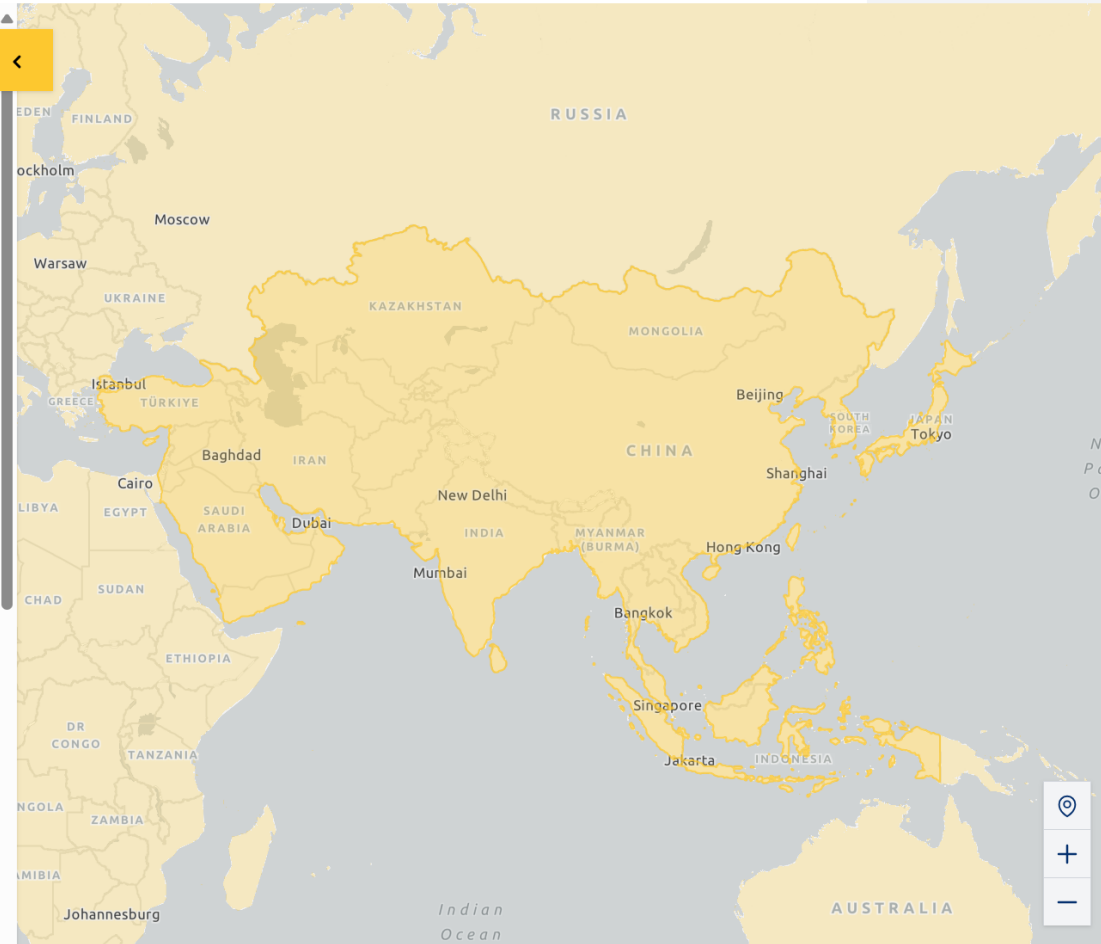 RUSSIA
EDEN
FINLAND
ockholm
Moscow
Warsaw
UKRAINE
KAZAKHSTAN
MONGOLIA
Istanbul
GREECE
TÜRKIYE
Beijing
SOUTH
KOREA
JAPAN
Tokyo
Baghdad
IRAN
CHINA
Cairo
Shanghai
New Delhi
LIBYA
EGYPT
SAUDI
ARABIA
Dubai
INDIA
MYANMAR
(BURMA)
Hong Kong
Mumbai
SUDAN
CHAD
Bangkok
ETHIOPIA
Singapore
DR
CONGO
TANZANIA
Jakarta
INDONESIA
NGOLA
ZAMBIA
AMIBIA
Johannesburg
Indian
Ocean
AUSTRALIA
N
P
O